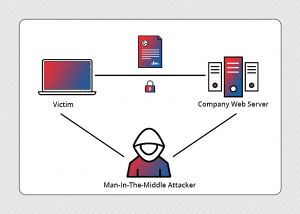 Victim
Company Web Server
Man-In-The-Middle Attacker